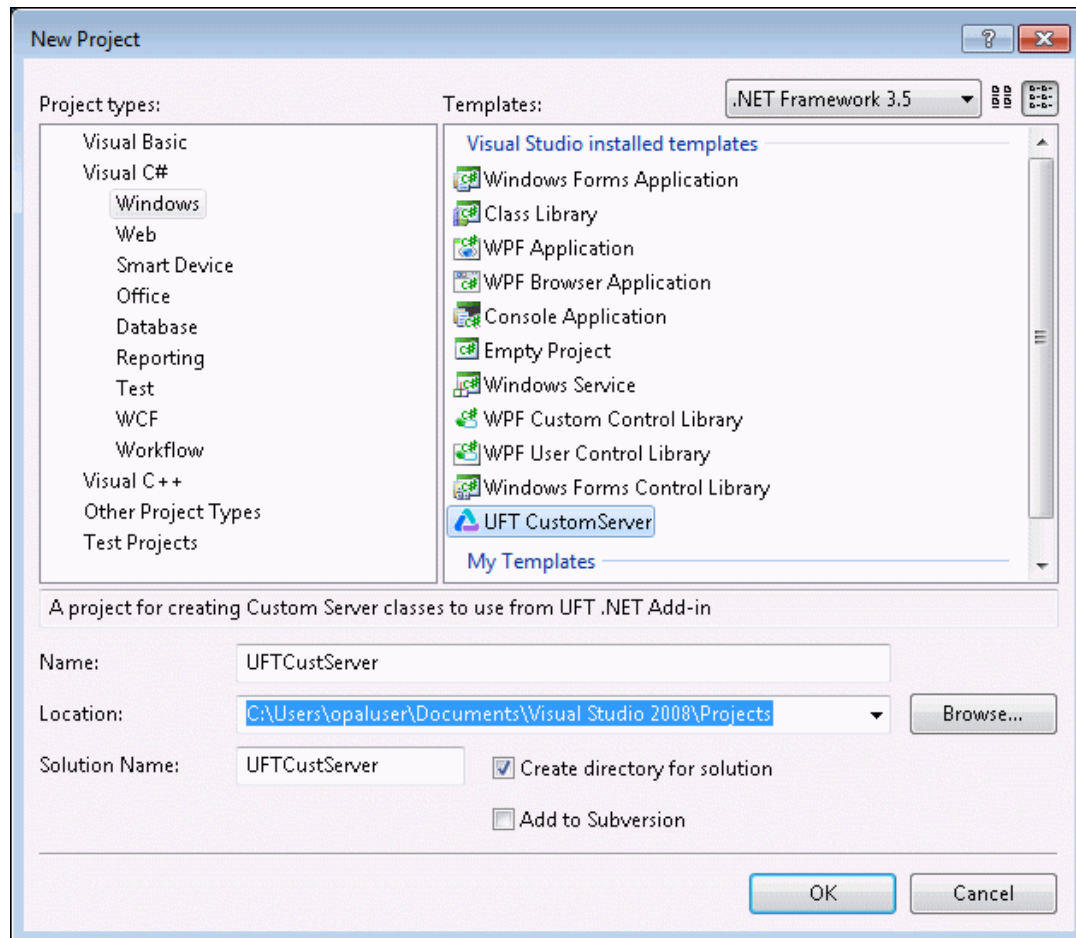 New Project
Project types:
Templates:
.NET Framework 3.5
Visual Basic
Visual C#
Windows
Web
Smart Device
Office
Database
Reporting
Test
WCF
Workflow
Visual C++
Other Project Types
Test Projects
Visual Studio installed templates
Windows Forms Application
Class Library
WPF Application
WPF Browser Application
Console Application
Empty Project
Windows Service
WPF Custom Control Library
WPF User Control Library
Windows Forms Control Library
UFT CustomServer
My Templates
A project for creating Custom Server classes to use from UFT .NET Add-in
Name:
UFTCustServer
Location:
C:\Users\opaluser\Documents\Visual Studio 2008\Projects
Browse...
Solution Name:
UFTCustServer
Create directory for solution
Add to Subversion
OK
Cancel